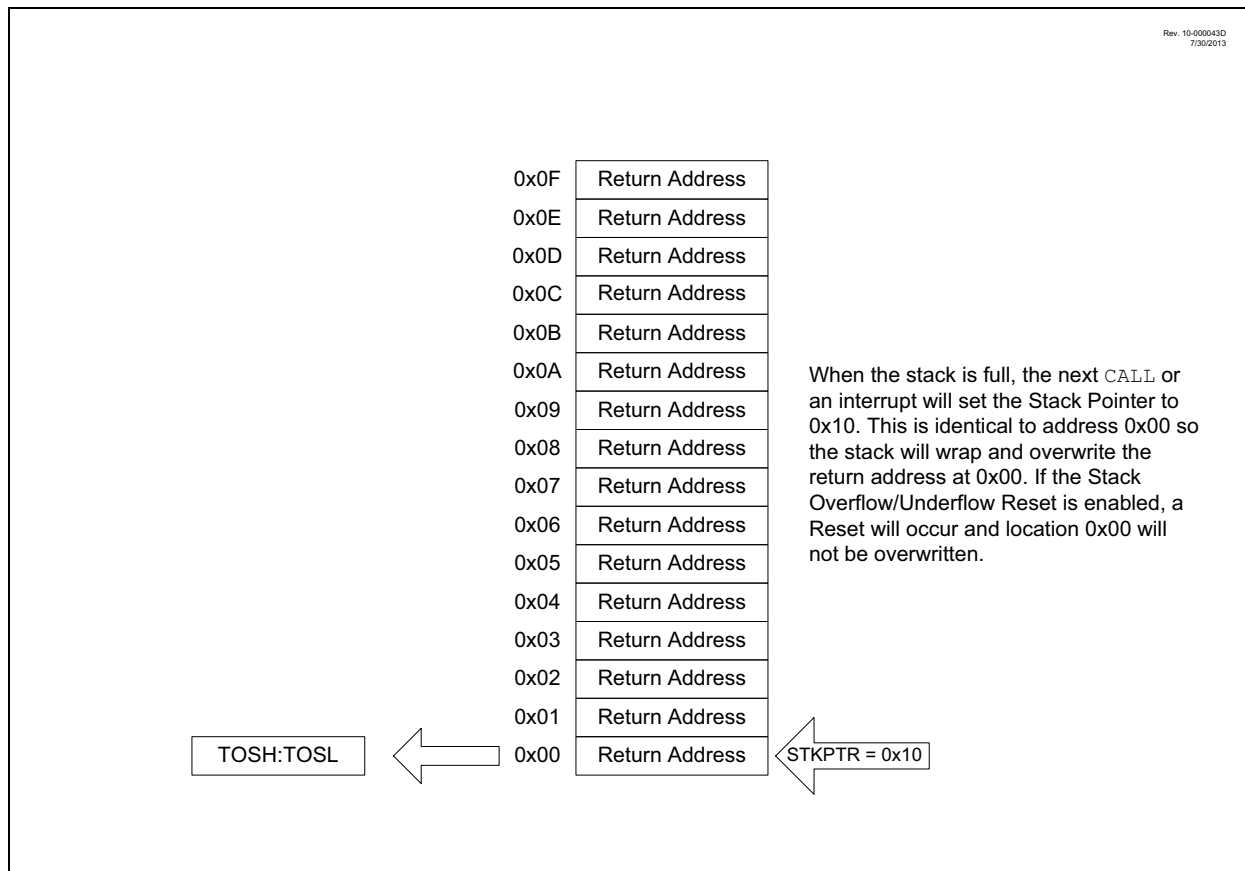 Rev. 10-000043D
7/30/2013
0x0F Return Address
0x0E Return Address
0x0D Return Address
0x0C Return Address
0x0B Return Address
0x0A Return Address
0x09 Return Address
0x08 Return Address
0x07 Return Address
0x06 Return Address
0x05 Return Address
0x04 Return Address
0x03 Return Address
0x02 Return Address
0x01 Return Address
TOSH:TOSL 0x00 Return Address STKPTR = 0x10
When the stack is full, the next CALL or
an interrupt will set the Stack Pointer to
0x10. This is identical to address 0x00 so
the stack will wrap and overwrite the
return address at 0x00. If the Stack
Overflow/Underflow Reset is enabled, a
Reset will occur and location 0x00 will
not be overwritten.